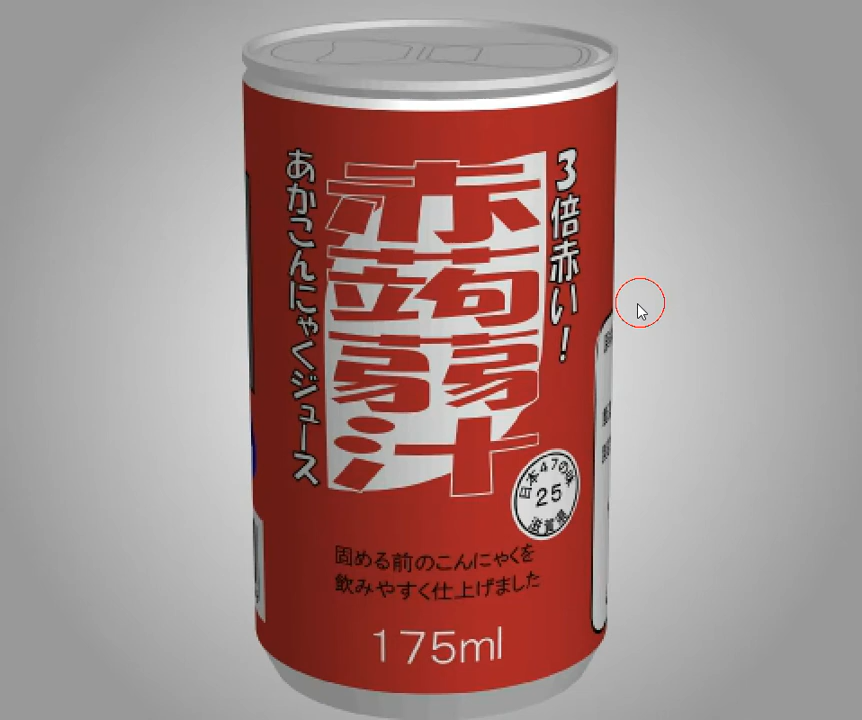 3倍赤い!
赤蒟蒻汁
あかこんにゃくジュース
日本47の味
25
滋賀県
固める前のこんにゃくを
飲みやすく仕上げました
175ml